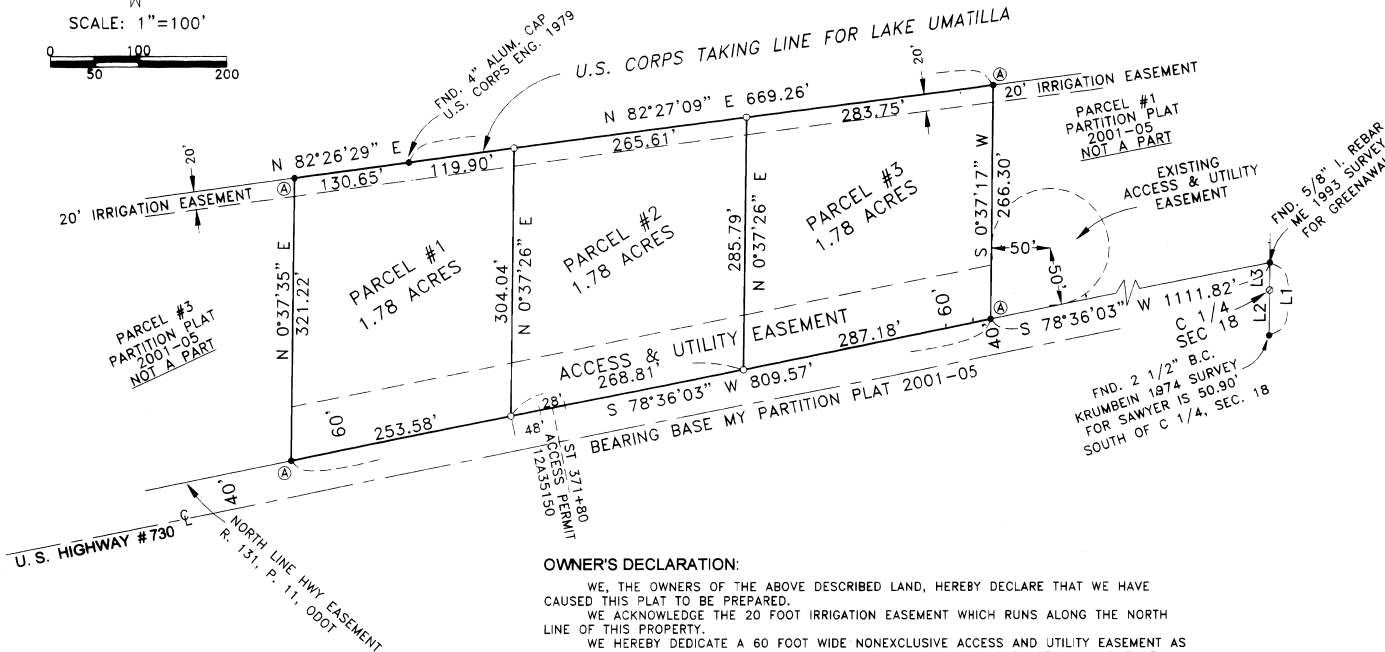 SCALE: 1"=100'
0 100
50 200
FND. 4" ALUM. CAP
U.S. CORPS ENG. 1979
U.S. CORPS TAKING LINE FOR LAKE UMATILLA
20'
N 82°26'29" E
N 82°27'09" E 669.26'
20' IRRIGATION EASEMENT
A
130.65'
119.90'
265.61'
283.75'
20'
A
20' IRRIGATION EASEMENT
PARCEL #1
PARTITION PLAT
2001-05
NOT A PART
EXISTING
ACCESS & UTILITY
EASEMENT
FND. 5/8" I. REBAR
ME 1993 SURVEY
FOR GREENAWAL
PARCEL #3
PARTITION PLAT
2001-05
NOT A PART
N 0°37'35" E
321.22'
PARCEL #1
1.78 ACRES
304.04'
N 0°37'26" E
PARCEL #2
1.78 ACRES
285.79'
N 0°37'26" E
PARCEL #3
1.78 ACRES
S 0°37'17" W
266.30'
50'
50'
60'
ACCESS & UTILITY EASEMENT
60'
253.58'
268.81'
287.18'
A
40'
S 78°36'03" W 1111.82'
L3
L1
L2
C 1/4
SEC 18
S 78°36'03" W 809.57'
BEARING BASE MY PARTITION PLAT 2001-05
28'
48'
ST 371+80
ACCESS PERMIT
12A35150
FND. 2 1/2" B.C.
KRUMBEIN 1974 SURVEY
FOR SAWYER IS 50.90'
SOUTH OF C 1/4, SEC. 18
A
40'
U.S. HIGHWAY #730 CL
NORTH LINE HWY EASEMENT
R. 131, P. 11, ODOT
OWNER'S DECLARATION:
WE, THE OWNERS OF THE ABOVE DESCRIBED LAND, HEREBY DECLARE THAT WE HAVE
CAUSED THIS PLAT TO BE PREPARED.
WE ACKNOWLEDGE THE 20 FOOT IRRIGATION EASEMENT WHICH RUNS ALONG THE NORTH
LINE OF THIS PROPERTY.
WE HEREBY DEDICATE A 60 FOOT WIDE NONEXCLUSIVE ACCESS AND UTILITY EASEMENT AS